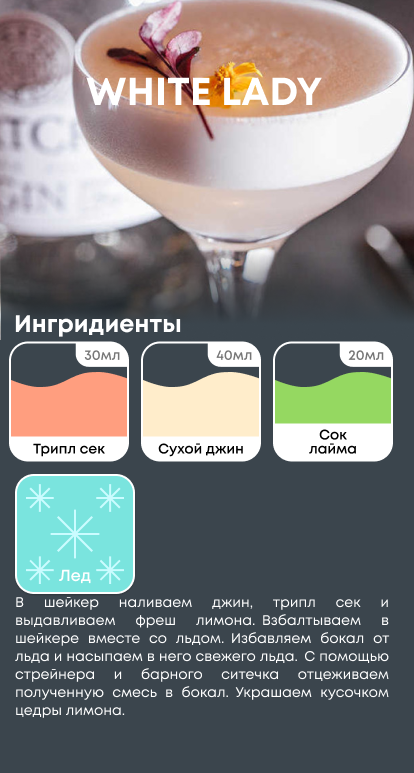 WHITE LADY
GIN
Ингридиенты
30мл
40мл
20мл
Трипл сек
Сухой джин
Сок
лайма
Лед
В шейкер наливаем джин, трипл сек и
выдавливаем фреш лимона. Взбалтываем в
шейкере вместе со льдом. Избавляем бокал от
льда и насыпаем в него свежего льда. С помощью
стрейнера и барного ситечка отцеживаем
полученную смесь в бокал. Украшаем кусочком
цедры лимона.